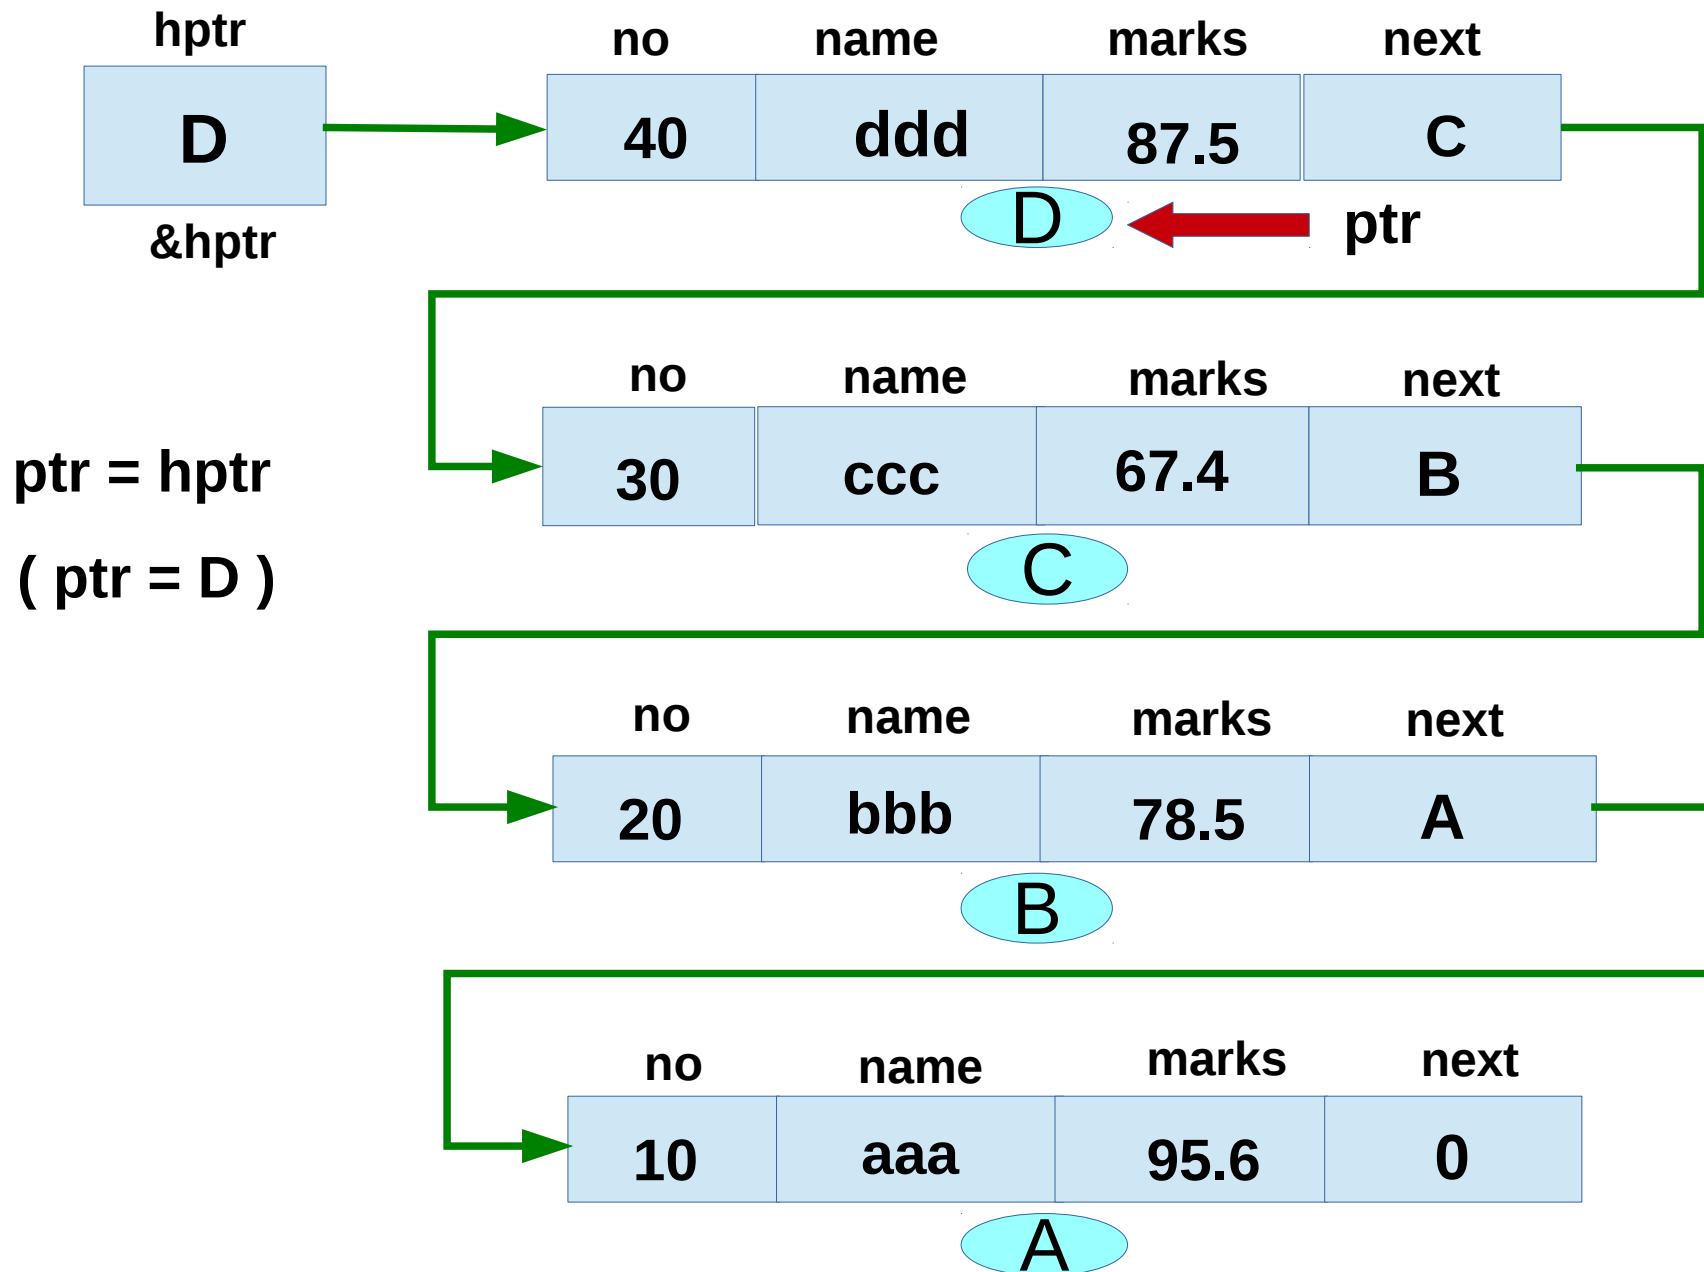 hptr
no name marks next
D
40 ddd 87.5 C
D
ptr
&hptr
no name marks next
30 ccc 67.4 B
ptr = hptr
C
( ptr = D )
no name marks next
20 bbb 78.5 A
B
no name marks next
10 aaa 95.6 0
A